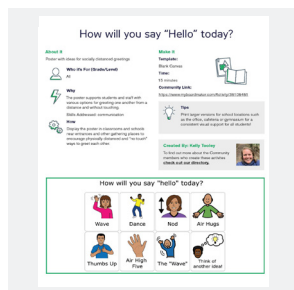 How will you say "Hello" today?
About it
Poster with ideas for socially distanced greetings
Who It's For (Grade/Level)
All
Why
The poster supports students and staff with
various options for greeting one another from a
distance and without touching.
Skills Addressed: communication
How
Display the poster in classrooms and schools
near entrances and other gathering places to
encourage physically distanced and "no-touch"
ways to greet each other.
Make it
Template:
Blank Canvas
Time:
15 minutes
Community Link:
Tips
Print larger versions for school locations such
as the office, cafeteria or gymnasium for a
consistent visual support for all students!
Created By: Kelly
To find out more about the Community
members who create these activities
check out our directory.
How will you say "hello" today?
Wave
Dance
Nod
Air Hugs
Thumbs Up
Air High
Five
The "Wave"
Think of
another idea!